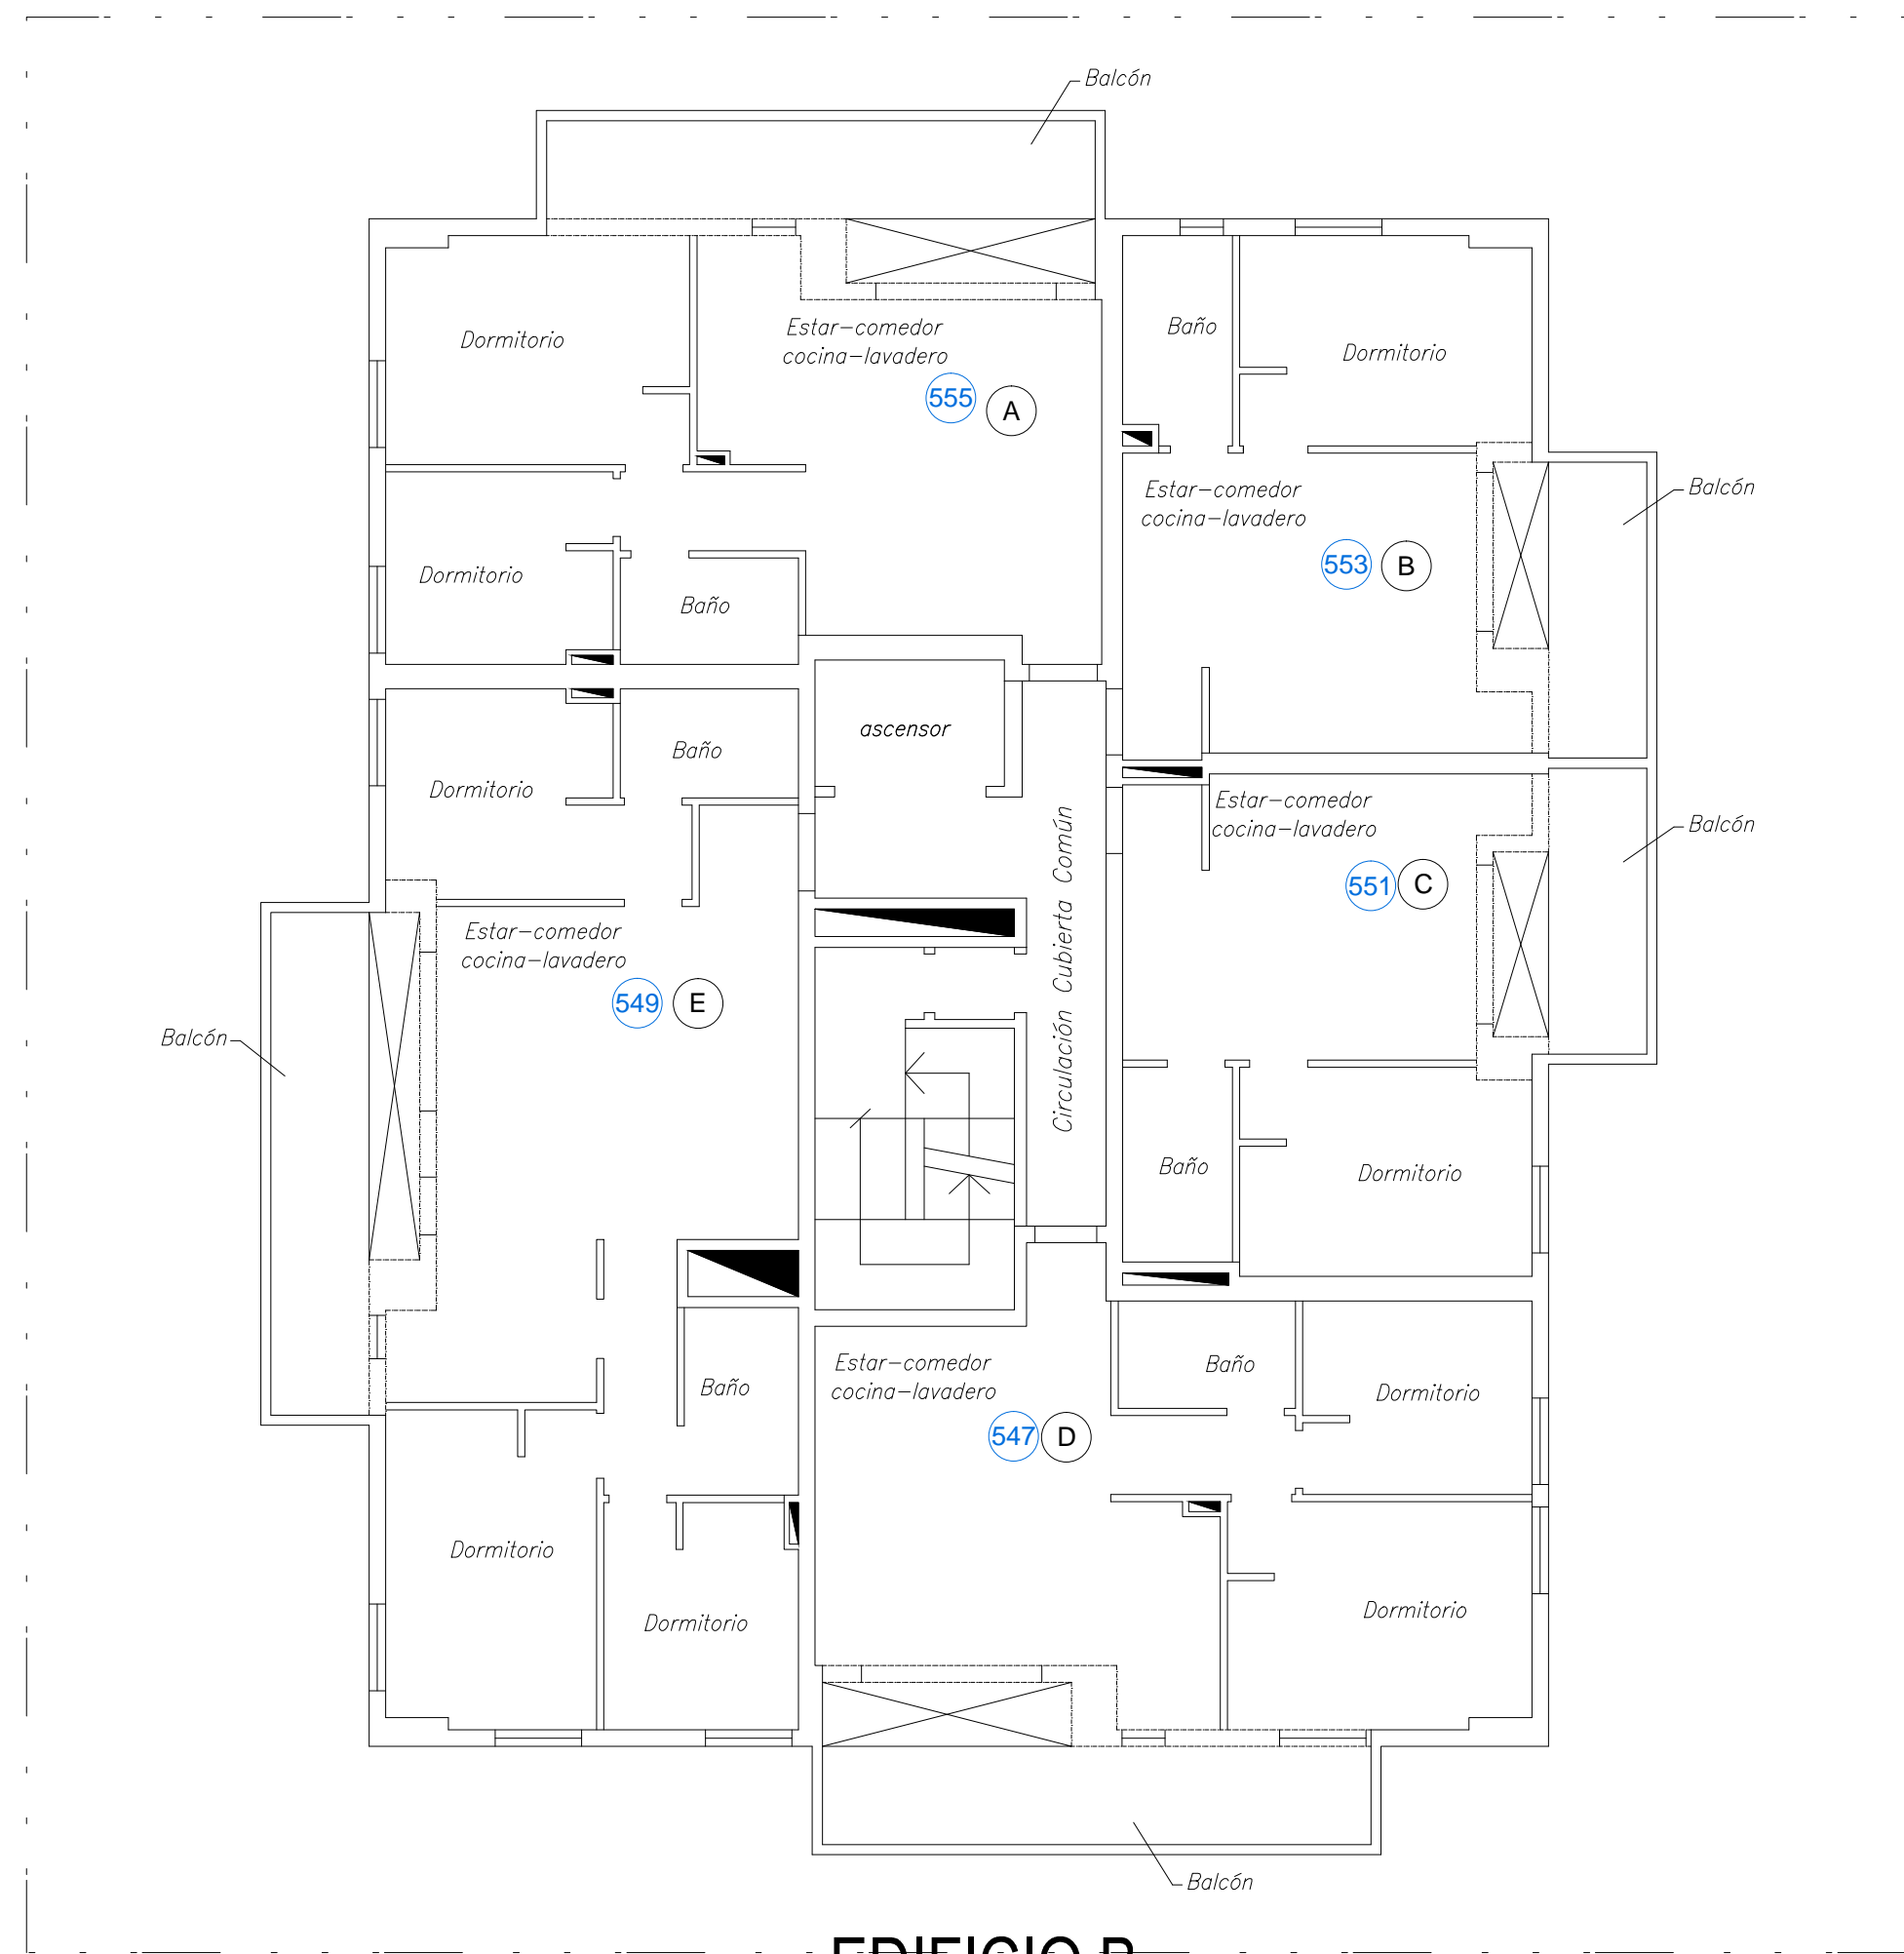 Balcón
Dormitorio
Estar-comedor
cocina-lavadero
555
A
Baño
Dormitorio
Dormitorio
Baño
Estar-comedor
cocina-lavadero
553
B
Balcón
ascensor
Dormitorio
Baño
Estar-comedor
cocina-lavadero
551
C
Balcón
Circulación Cubierta Común
Estar-comedor
cocina-lavadero
549
E
Balcón
Baño
Dormitorio
Estar-comedor
cocina-lavadero
547
D
Baño
Dormitorio
Baño
Dormitorio
Dormitorio
Dormitorio
Balcón
EDIFICIO B